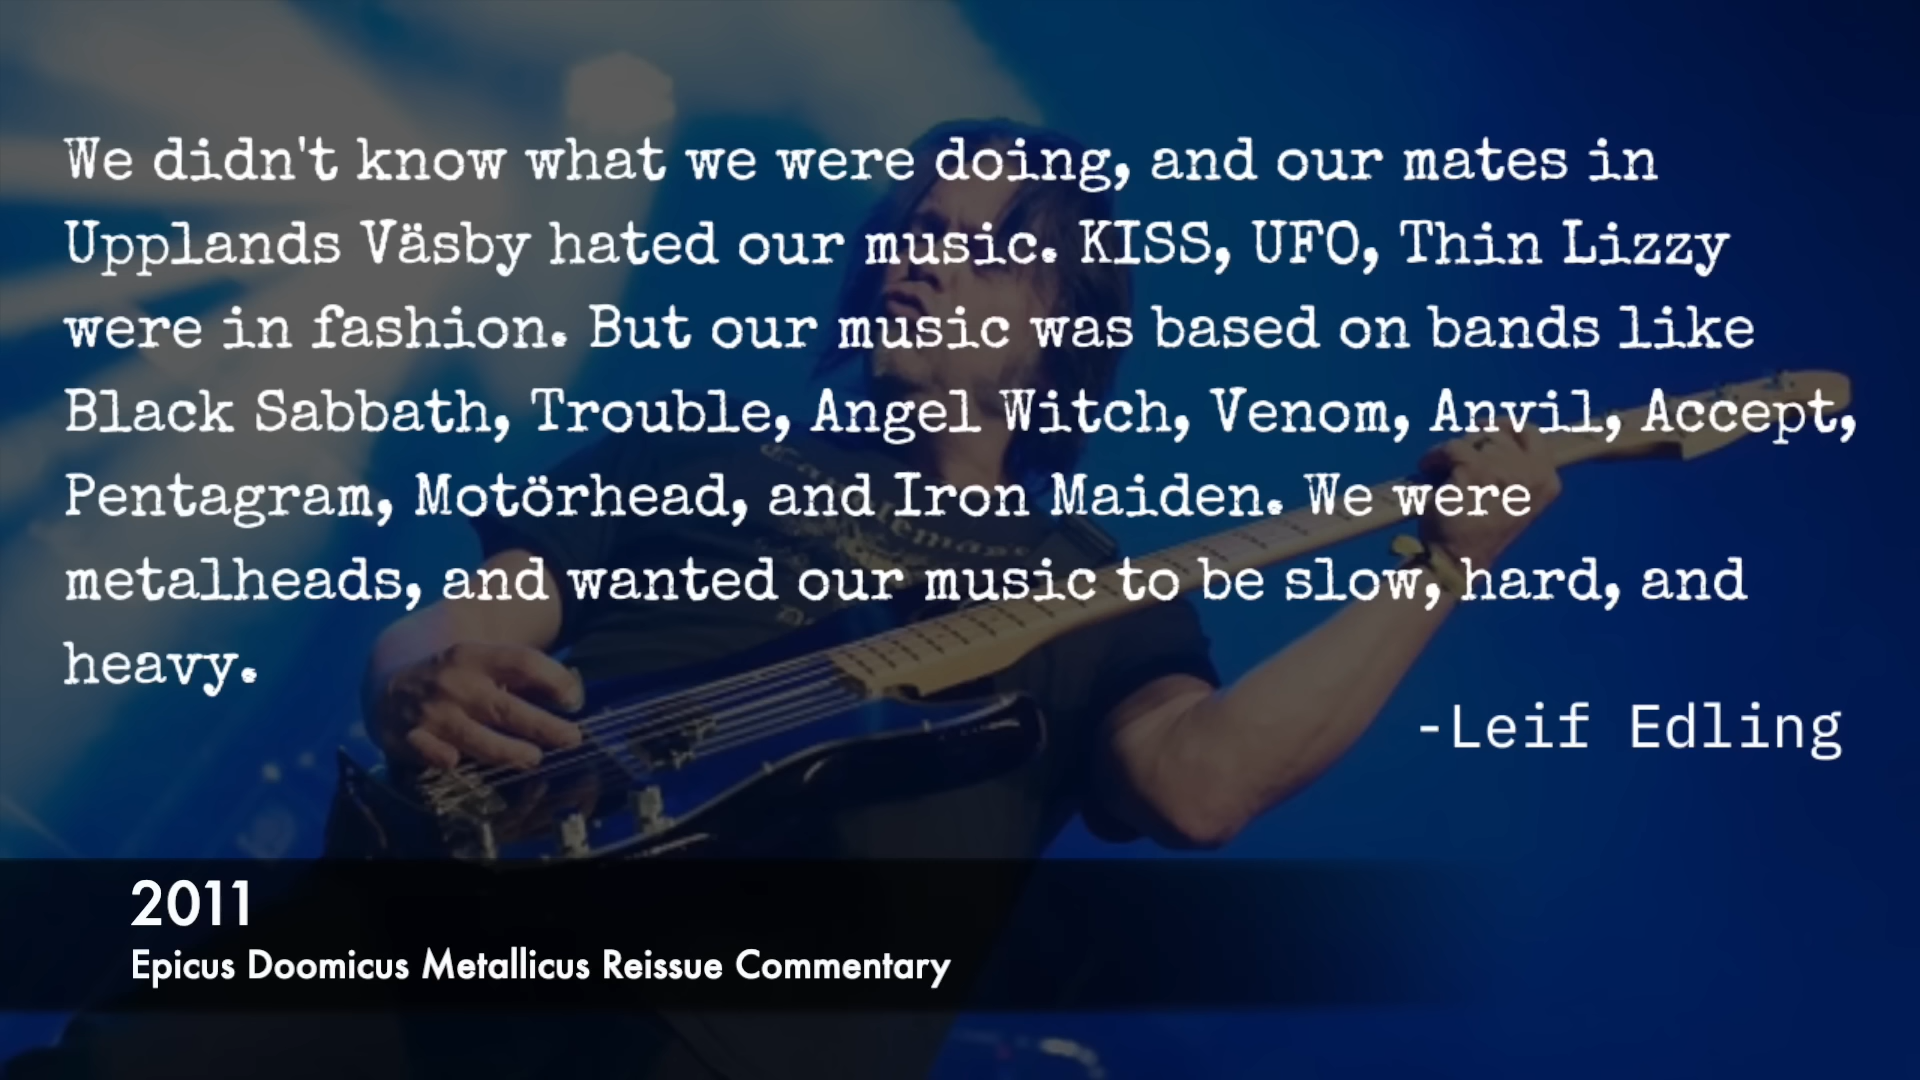 We didn't know what we were doing, and our mates in
Upplands Väsby hated our music. KISS, UFO, Thin Lizzy
were in fashion. But our music was based on bands like
Black Sabbath, Trouble, Angel Witch, Venom, Anvil, Accept,
Pentagram, Motörhead, and Iron Maiden. We were
metalheads, and wanted our music to be slow, hard, and
heavy.
-Leif Edling
2011
Epicus Doomicus Metallicus Reissue Commentary